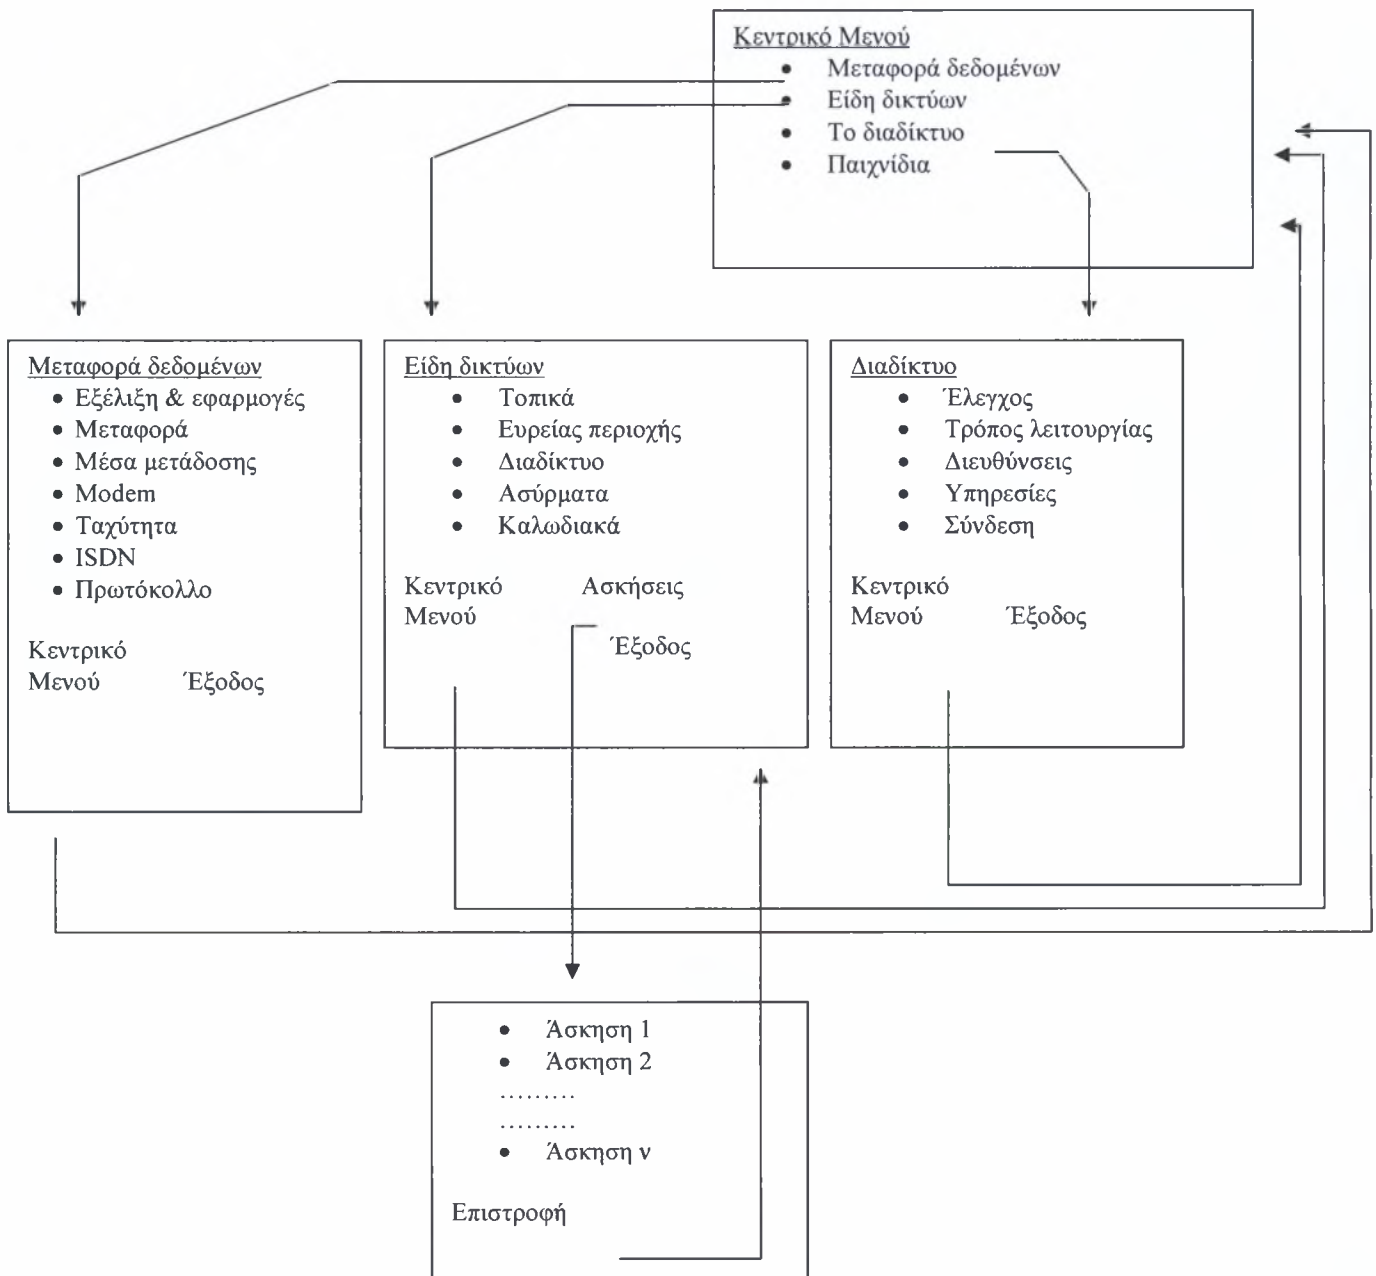 Κεντρικό Μενού
• Μεταφορά δεδομένων
• Είδη δικτύων
• Το διαδίκτυο
• Παιχνίδια
Μεταφορά δεδομένων
• Εξέλιξη & εφαρμογές
• Μεταφορά
• Μέσα μετάδοσης
• Modem
• Ταχύτητα
• ISDN
• Πρωτόκολλο
Κεντρικό
Μενού Έξοδος
Είδη δικτύων
• Τοπικά
• Ευρείας περιοχής
• Διαδίκτυο
• Ασύρματα
• Καλωδιακά
Κεντρικό Ασκήσεις
Μενού
Έξοδος
Διαδίκτυο
• Έλεγχος
• Τρόπος λειτουργίας
• Διευθύνσεις
• Υπηρεσίες
• Σύνδεση
Κεντρικό
Μενού Έξοδος
• Άσκηση 1
• Άσκηση 2
.........
.........
• Άσκηση ν
Επιστροφή